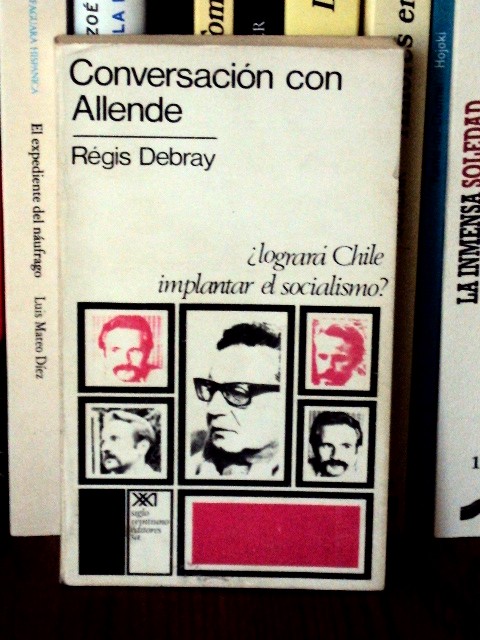 Conversación con
Allende
Régis Debray
¿logrará Chile
implantar el socialismo?
siglo
veintiuno
editores
sa
El expediente del náufrago Luis Mateo Díez
Hojoki
LA INMENSA SOLEDAD